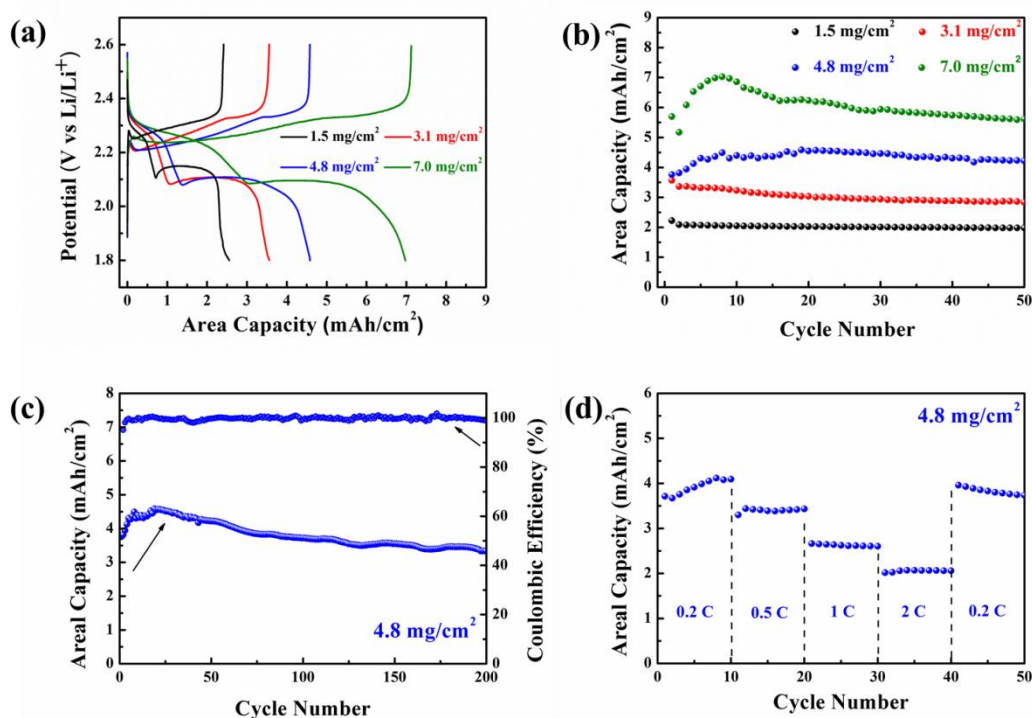 (a)
2.6
2.4
2.2
2.0
1.8
Potential (V vs Li/Li⁺)
1.5 mg/cm² 3.1 mg/cm²
4.8 mg/cm² 7.0 mg/cm²
0 1 2 3 4 5 6 7 8 9
Area Capacity (mAh/cm²)
(b)
9
8
7
6
5
4
3
2
1
0
Area Capacity (mAh/cm²)
1.5 mg/cm² 3.1 mg/cm²
4.8 mg/cm² 7.0 mg/cm²
0 10 20 30 40 50
Cycle Number
(c)
8
7
6
5
4
3
2
1
0
Areal Capacity (mAh/cm²)
100
80
60
40
20
0
Coulombic Efficiency (%)
4.8 mg/cm²
0 50 100 150 200
Cycle Number
(d)
6
5
4
3
2
1
0
Areal Capacity (mAh/cm²)
4.8 mg/cm²
0.2 C 0.5 C 1 C 2 C 0.2 C
0 10 20 30 40 50
Cycle Number